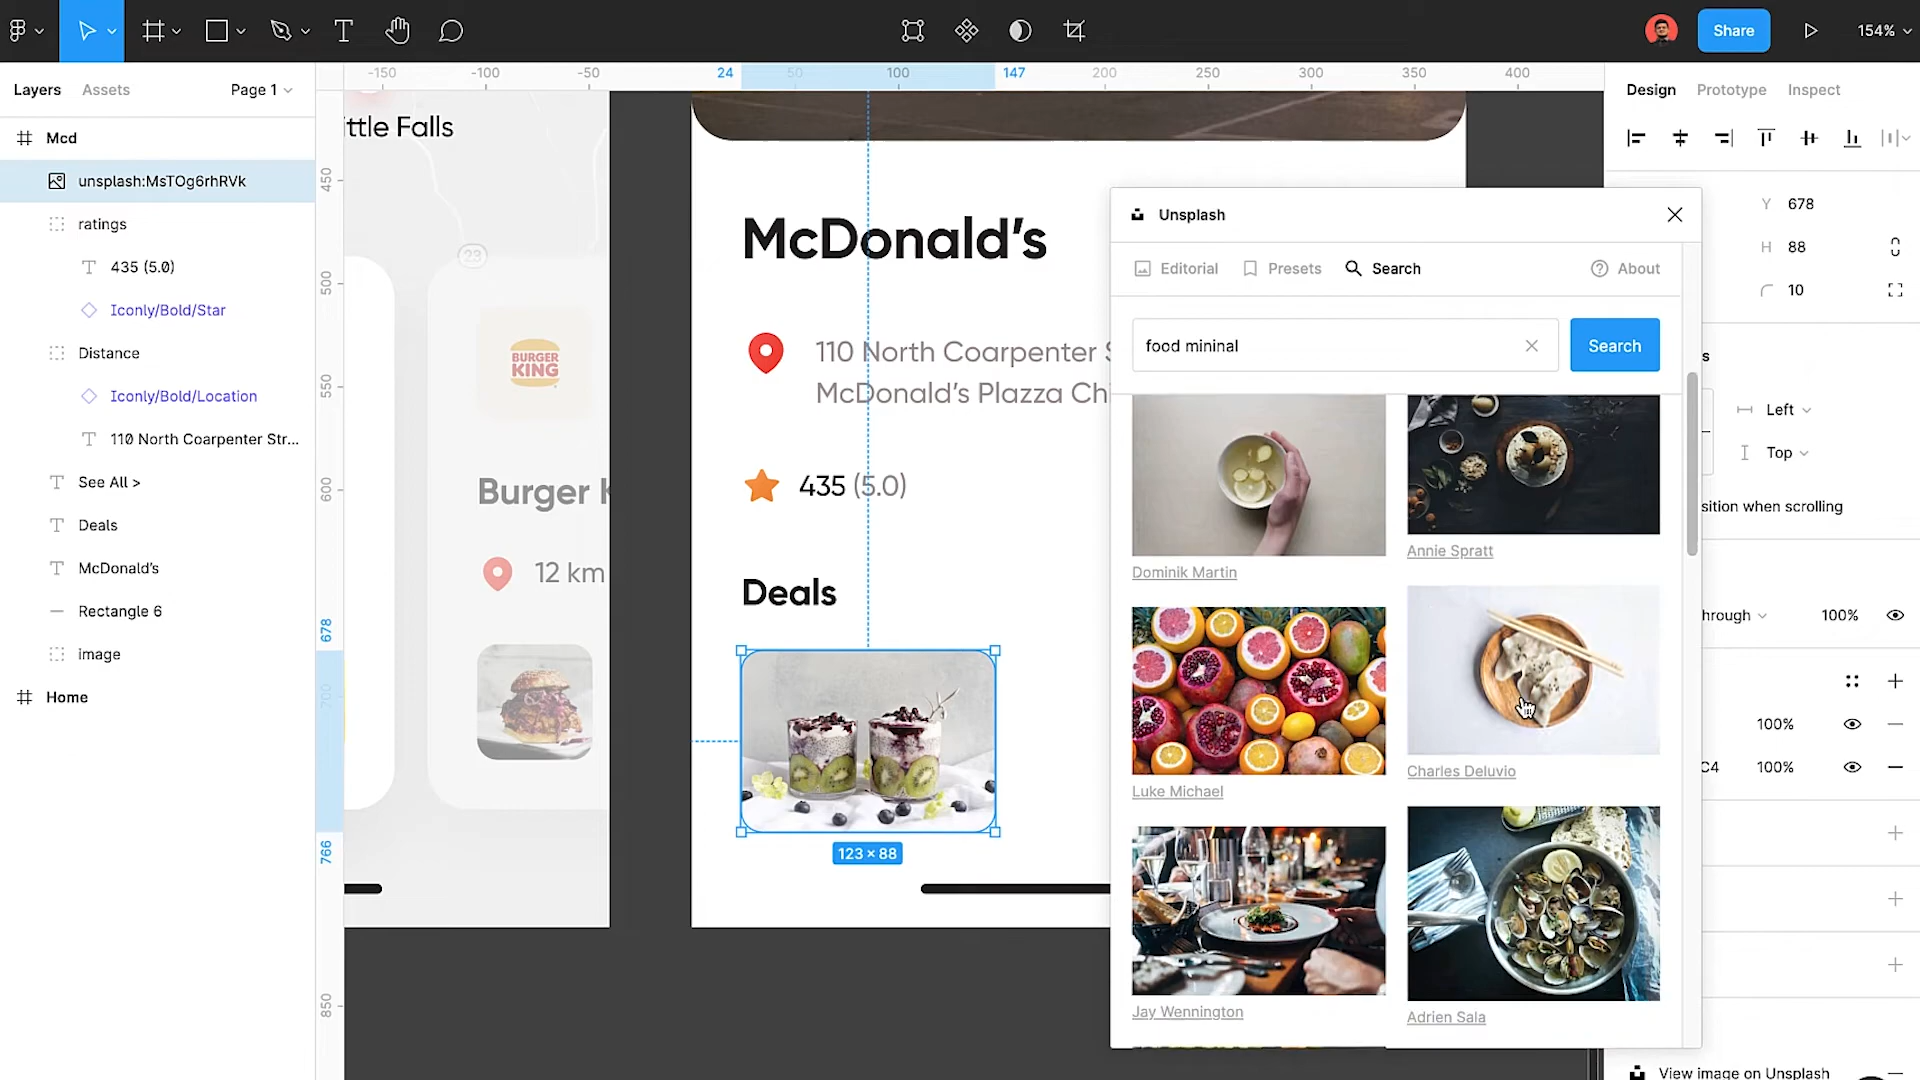 Share
154%
Layers
Assets
Page 1
Mcd
unsplash:MsTOg6rhRVk
ratings
435 (5.0)
Iconly/Bold/Star
Distance
Iconly/Bold/Location
110 North Coarpenter Str...
See All >
Deals
McDonald's
Rectangle 6
image
Home
-150
-100
-50
24
50
100
147
200
250
300
350
400
450
500
550
600
678
700
766
850
ittle Falls
23
BURGER
KING
Burger K
12 km
McDonald's
110 North Coarpenter S
McDonald's Plazza Chi
435 (5.0)
Deals
123 × 88
Unsplash
Editorial
Presets
Search
About
food mininal
Search
Dominik Martin
Annie Spratt
Luke Michael
Charles Deluvio
Jay Wennington
Adrien Sala
Design
Prototype
Inspect
Y 678
H 88
10
s
Left
Top
sition when scrolling
hrough
100%
100%
C4
100%
View image on Unsplash